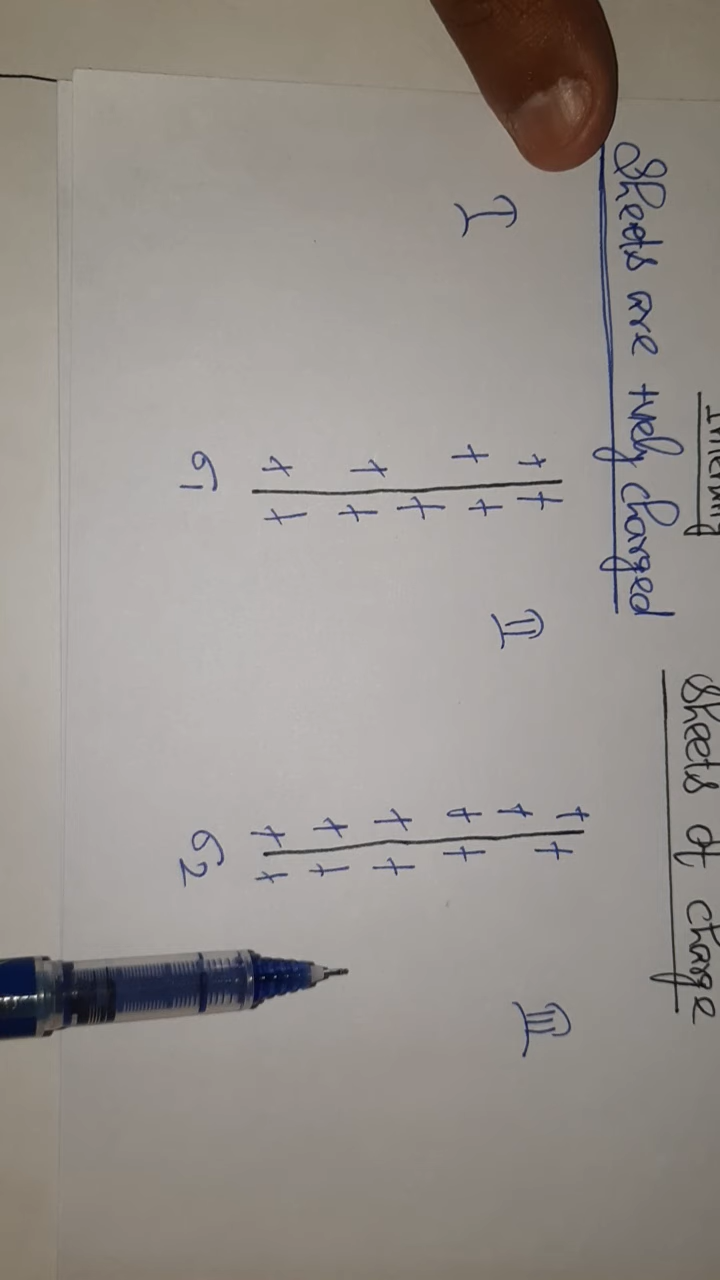 Sheets of charge
Sheets are +vely charged
I II III
+ + + + + + + + + +
+ + + + + + + + + +
σ1 σ2